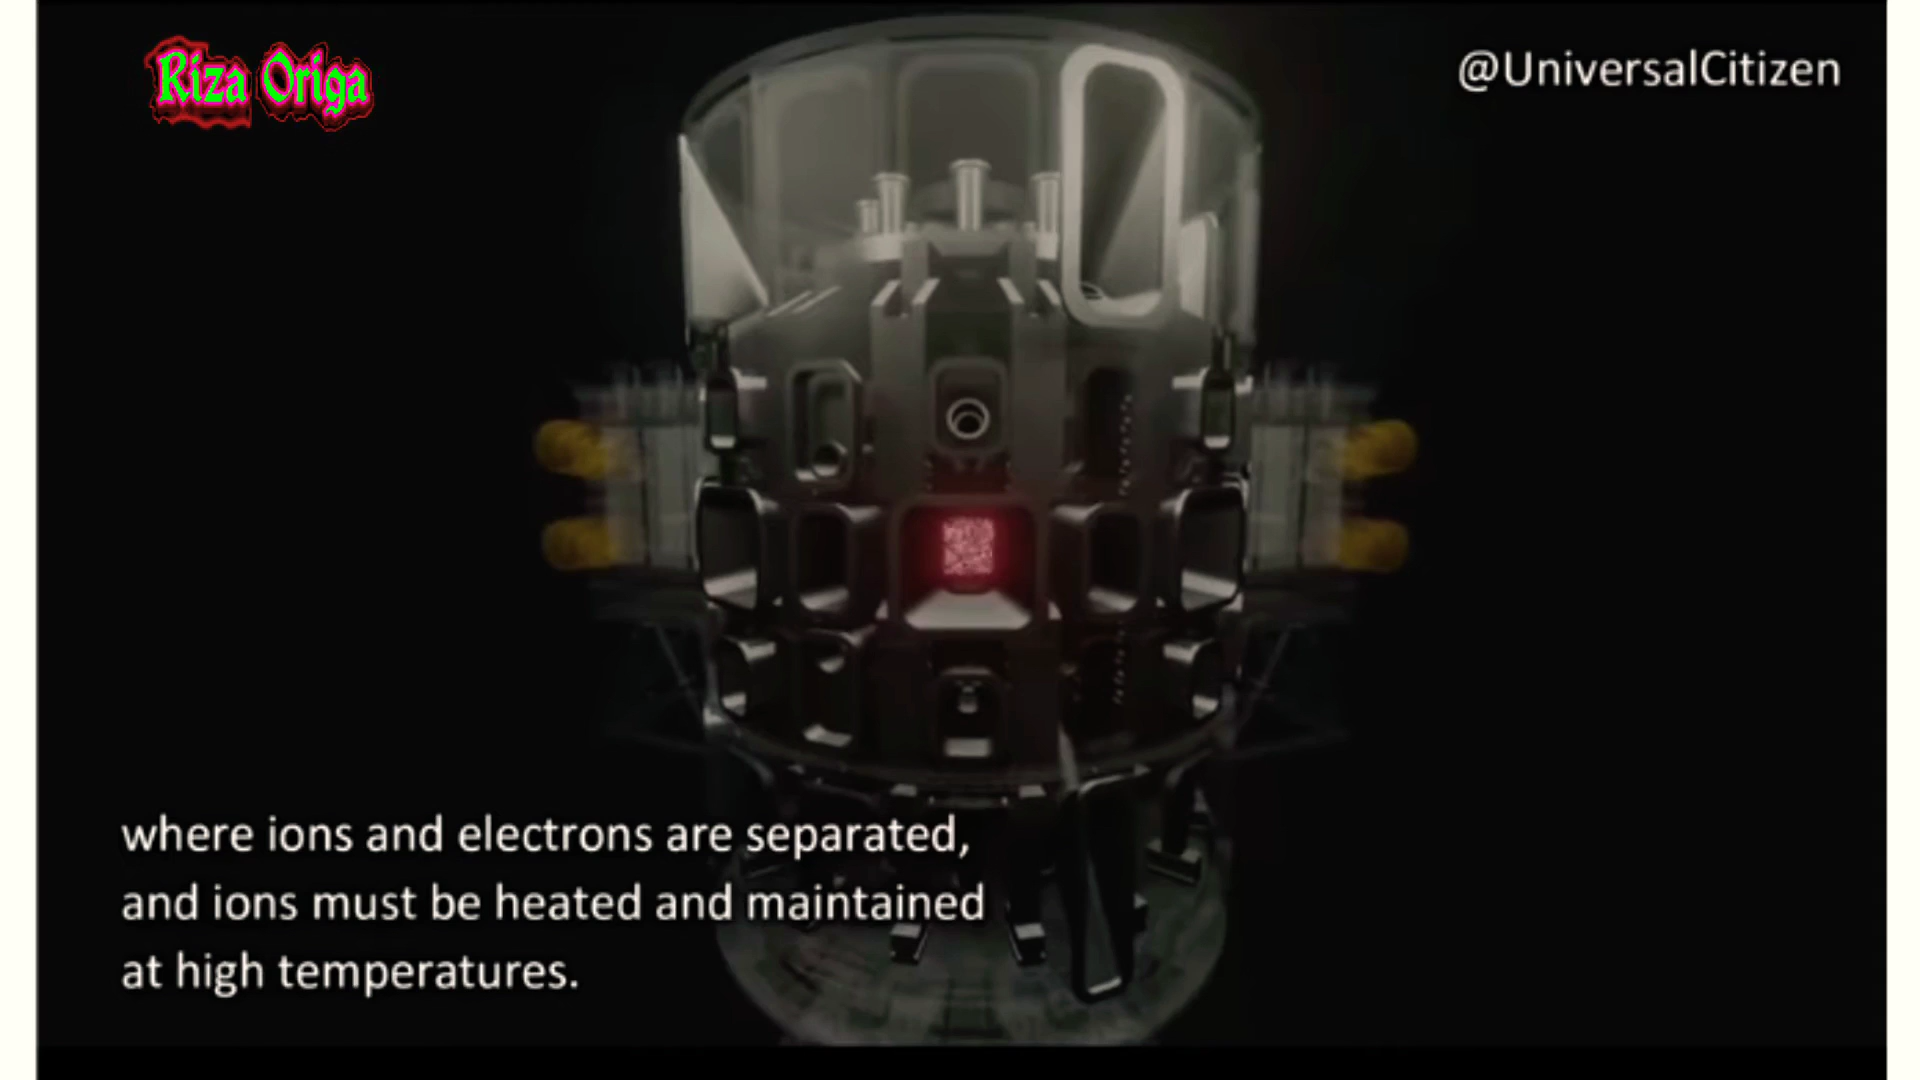 Riza Origa
@UniversalCitizen
where ions and electrons are separated,
and ions must be heated and maintained
at high temperatures.